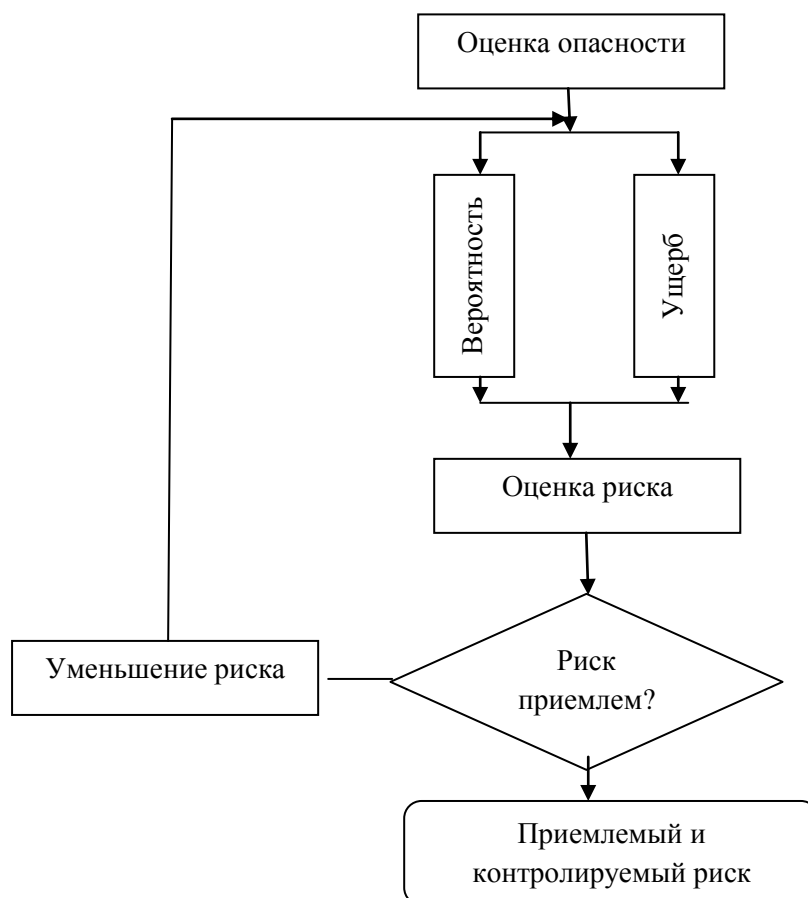 Оценка опасности
Вероятность
Ущерб
Оценка риска
Уменьшение риска
Риск
приемлем?
Приемлемый и
контролируемый риск